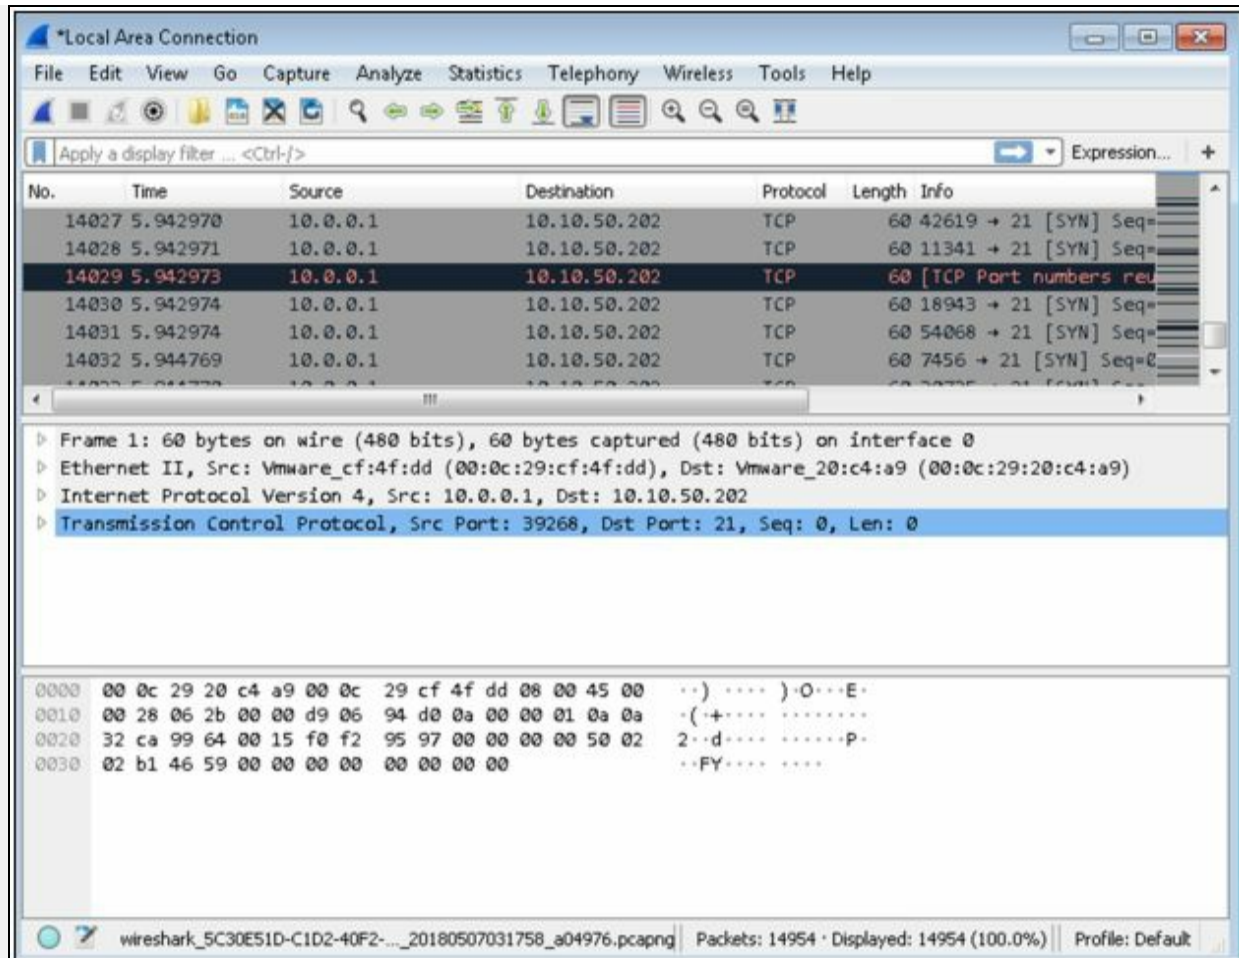 *Local Area Connection
File Edit View Go Capture Analyze Statistics Telephony Wireless Tools Help
Apply a display filter ... <Ctrl-/> Expression... +
No. Time Source Destination Protocol Length Info
14027 5.942970 10.0.0.1 10.10.50.202 TCP 60 42619 → 21 [SYN] Seq=
14028 5.942971 10.0.0.1 10.10.50.202 TCP 60 11341 → 21 [SYN] Seq=
14029 5.942973 10.0.0.1 10.10.50.202 TCP 60 [TCP Port numbers reu
14030 5.942974 10.0.0.1 10.10.50.202 TCP 60 18943 → 21 [SYN] Seq=
14031 5.942974 10.0.0.1 10.10.50.202 TCP 60 54068 → 21 [SYN] Seq=
14032 5.944769 10.0.0.1 10.10.50.202 TCP 60 7456 → 21 [SYN] Seq=0
Frame 1: 60 bytes on wire (480 bits), 60 bytes captured (480 bits) on interface 0
Ethernet II, Src: Vmware_cf:4f:dd (00:0c:29:cf:4f:dd), Dst: Vmware_20:c4:a9 (00:0c:29:20:c4:a9)
Internet Protocol Version 4, Src: 10.0.0.1, Dst: 10.10.50.202
Transmission Control Protocol, Src Port: 39268, Dst Port: 21, Seq: 0, Len: 0
0000 00 0c 29 20 c4 a9 00 0c 29 cf 4f dd 08 00 45 00 ··) ···· )·O···E·
0010 00 28 06 2b 00 00 d9 06 94 d0 0a 00 00 01 0a 0a ·(·+···· ········
0020 32 ca 99 64 00 15 f0 f2 95 97 00 00 00 00 50 02 2··d···· ······P·
0030 02 b1 46 59 00 00 00 00 00 00 00 00 ··FY···· ····
wireshark_5C30E51D-C1D2-40F2-..._20180507031758_a04976.pcapng Packets: 14954 · Displayed: 14954 (100.0%) Profile: Default